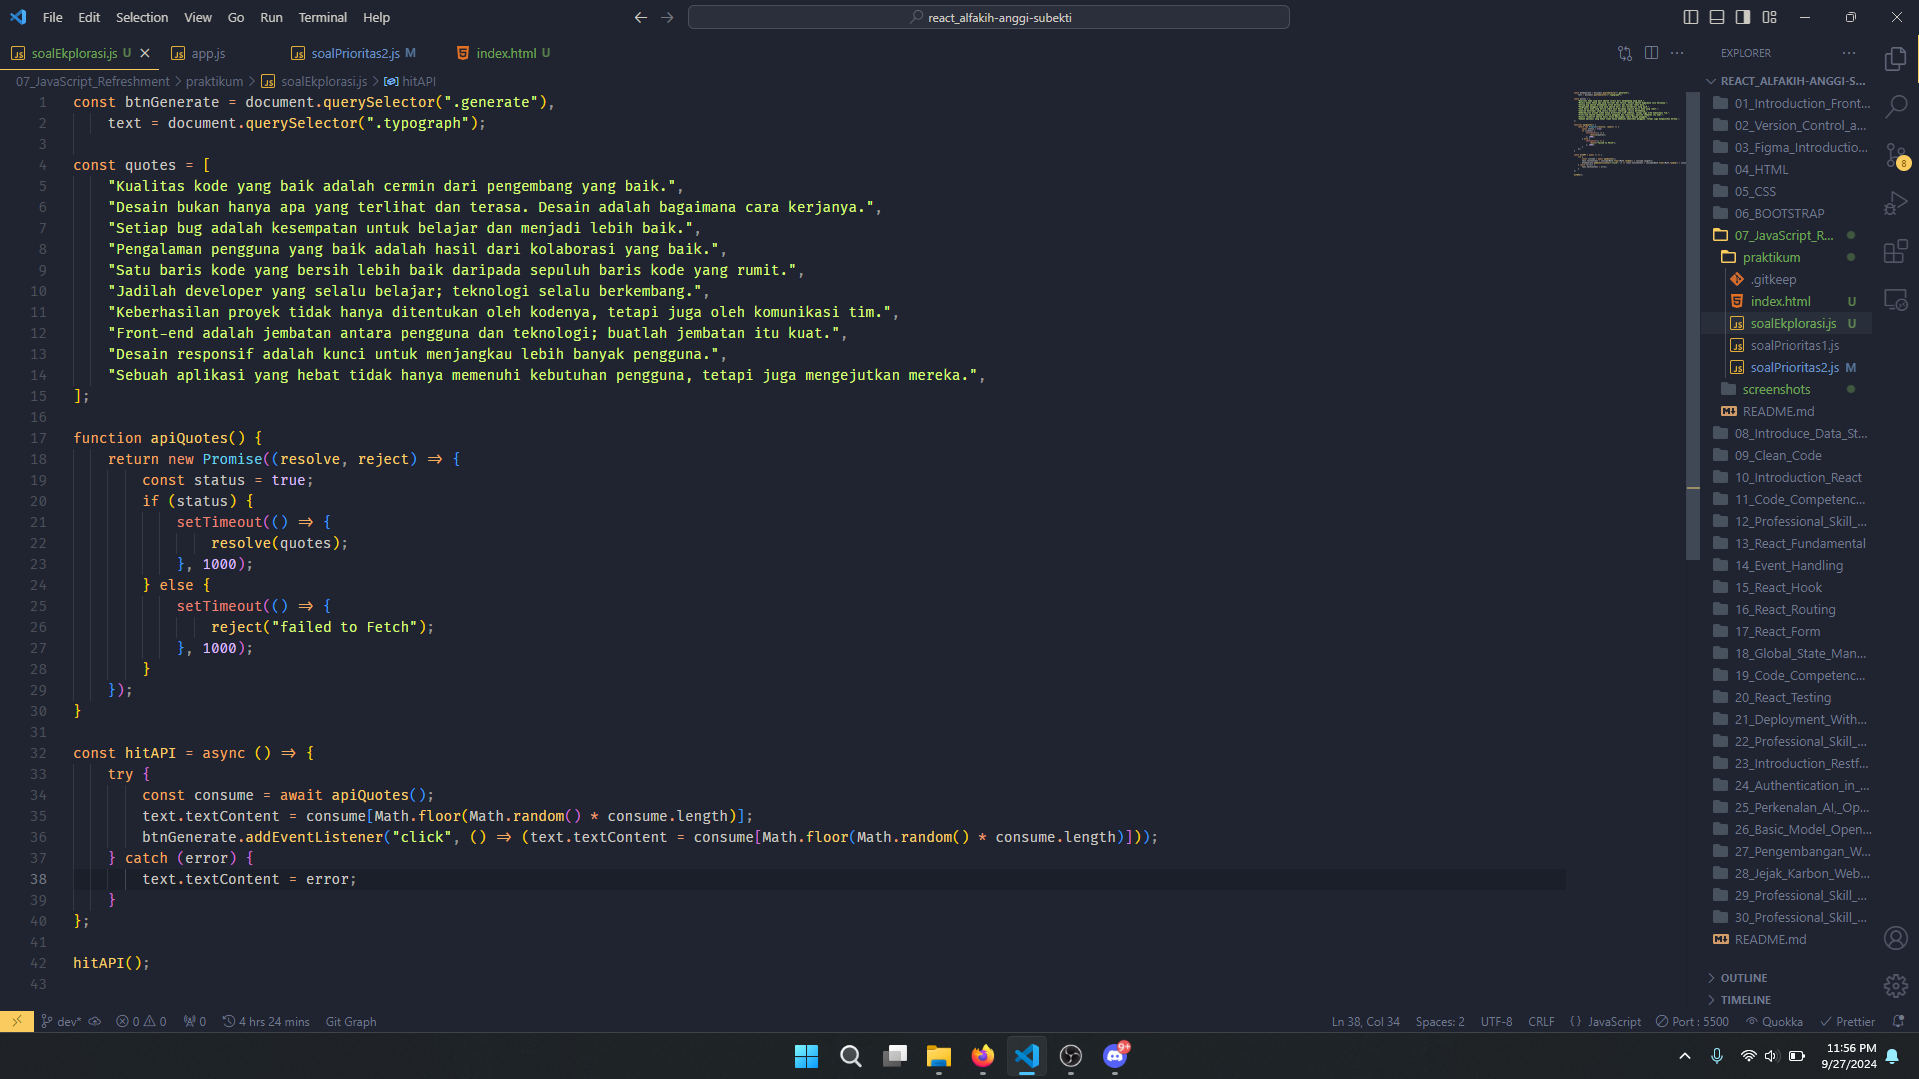 File Edit Selection View Go Run Terminal Help
react_alfakih-anggi-subekti
soalEkplorasi.js U
app.js
soalPrioritas2.js M
index.html U
07_JavaScript_Refreshment > praktikum > soalEkplorasi.js > hitAPI
1 const btnGenerate = document.querySelector(".generate"),
2 text = document.querySelector(".typograph");
3
4 const quotes = [
5 "Kualitas kode yang baik adalah cermin dari pengembang yang baik.",
6 "Desain bukan hanya apa yang terlihat dan terasa. Desain adalah bagaimana cara kerjanya.",
7 "Setiap bug adalah kesempatan untuk belajar dan menjadi lebih baik.",
8 "Pengalaman pengguna yang baik adalah hasil dari kolaborasi yang baik.",
9 "Satu baris kode yang bersih lebih baik daripada sepuluh baris kode yang rumit.",
10 "Jadilah developer yang selalu belajar; teknologi selalu berkembang.",
11 "Keberhasilan proyek tidak hanya ditentukan oleh kodenya, tetapi juga oleh komunikasi tim.",
12 "Front-end adalah jembatan antara pengguna dan teknologi; buatlah jembatan itu kuat.",
13 "Desain responsif adalah kunci untuk menjangkau lebih banyak pengguna.",
14 "Sebuah aplikasi yang hebat tidak hanya memenuhi kebutuhan pengguna, tetapi juga mengejutkan mereka.",
15 ];
16
17 function apiQuotes() {
18 return new Promise((resolve, reject) => {
19 const status = true;
20 if (status) {
21 setTimeout(() => {
22 resolve(quotes);
23 }, 1000);
24 } else {
25 setTimeout(() => {
26 reject("failed to Fetch");
27 }, 1000);
28 }
29 });
30 }
31
32 const hitAPI = async () => {
33 try {
34 const consume = await apiQuotes();
35 text.textContent = consume[Math.floor(Math.random() * consume.length)];
36 btnGenerate.addEventListener("click", () => (text.textContent = consume[Math.floor(Math.random() * consume.length)]));
37 } catch (error) {
38 text.textContent = error;
39 }
40 };
41
42 hitAPI();
43
EXPLORER
REACT_ALFAKIH-ANGGI-S...
01_Introduction_Front...
02_Version_Control_a...
03_Figma_Introductio...
04_HTML
05_CSS
06_BOOTSTRAP
07_JavaScript_R...
praktikum
.gitkeep
index.html U
soalEkplorasi.js U
soalPrioritas1.js
soalPrioritas2.js M
screenshots
README.md
08_Introduce_Data_St...
09_Clean_Code
10_Introduction_React
11_Code_Competenc...
12_Professional_Skill_...
13_React_Fundamental
14_Event_Handling
15_React_Hook
16_React_Routing
17_React_Form
18_Global_State_Man...
19_Code_Competenc...
20_React_Testing
21_Deployment_With...
22_Professional_Skill_...
23_Introduction_Restf...
24_Authentication_in_...
25_Perkenalan_AI,_Op...
26_Basic_Model_Open...
27_Pengembangan_W...
28_Jejak_Karbon_Web...
29_Professional_Skill_...
30_Professional_Skill_...
README.md
OUTLINE
TIMELINE
8
dev* 0 0 0 4 hrs 24 mins Git Graph
Ln 38, Col 34 Spaces: 2 UTF-8 CRLF {} JavaScript Port : 5500 Quokka Prettier
9+
11:56 PM
9/27/2024